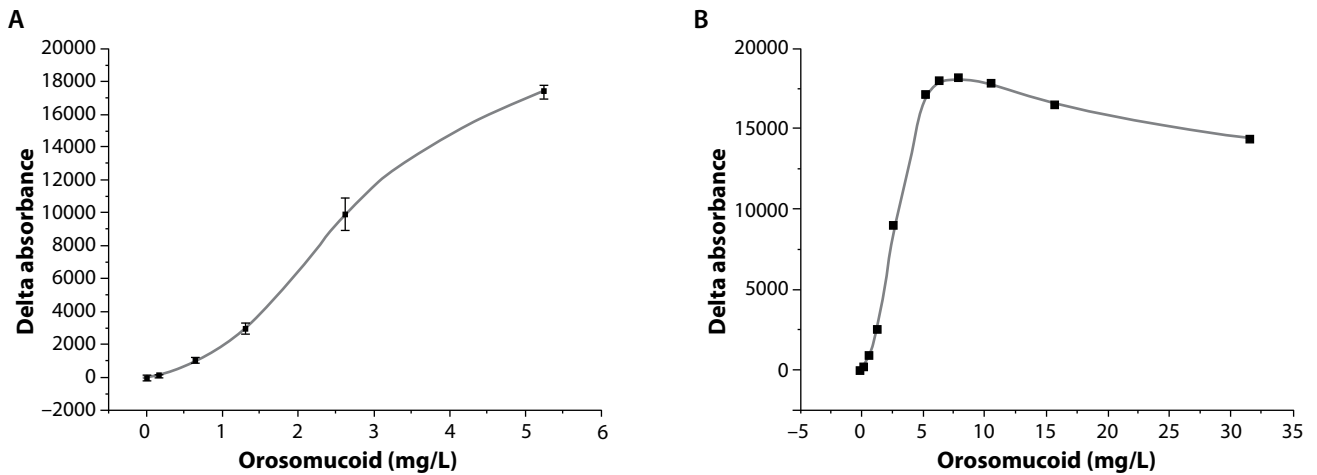 A
20000
18000
16000
14000
12000
10000
8000
6000
4000
2000
0
−2000
Delta absorbance
0 1 2 3 4 5 6
Orosomucoid (mg/L)
B
20000
15000
10000
5000
0
Delta absorbance
−5 0 5 10 15 20 25 30 35
Orosomucoid (mg/L)